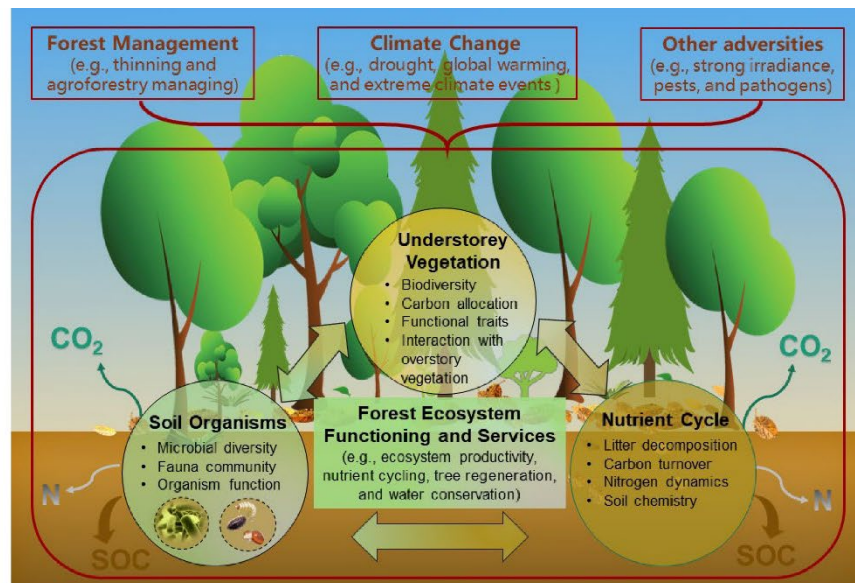 Forest Management
(e.g., thinning and
agroforestry managing)
Climate Change
(e.g., drought, global warming,
and extreme climate events )
Other adversities
(e.g., strong irradiance,
pests, and pathogens)
Understorey
Vegetation
• Biodiversity
• Carbon allocation
• Functional traits
• Interaction with
overstory
vegetation
CO2
CO2
Soil Organisms
• Microbial diversity
• Fauna community
• Organism function
Forest Ecosystem
Functioning and Services
(e.g., ecosystem productivity,
nutrient cycling, tree regeneration,
and water conservation)
Nutrient Cycle
• Litter decomposition
• Carbon turnover
• Nitrogen dynamics
• Soil chemistry
N
N
SOC
SOC